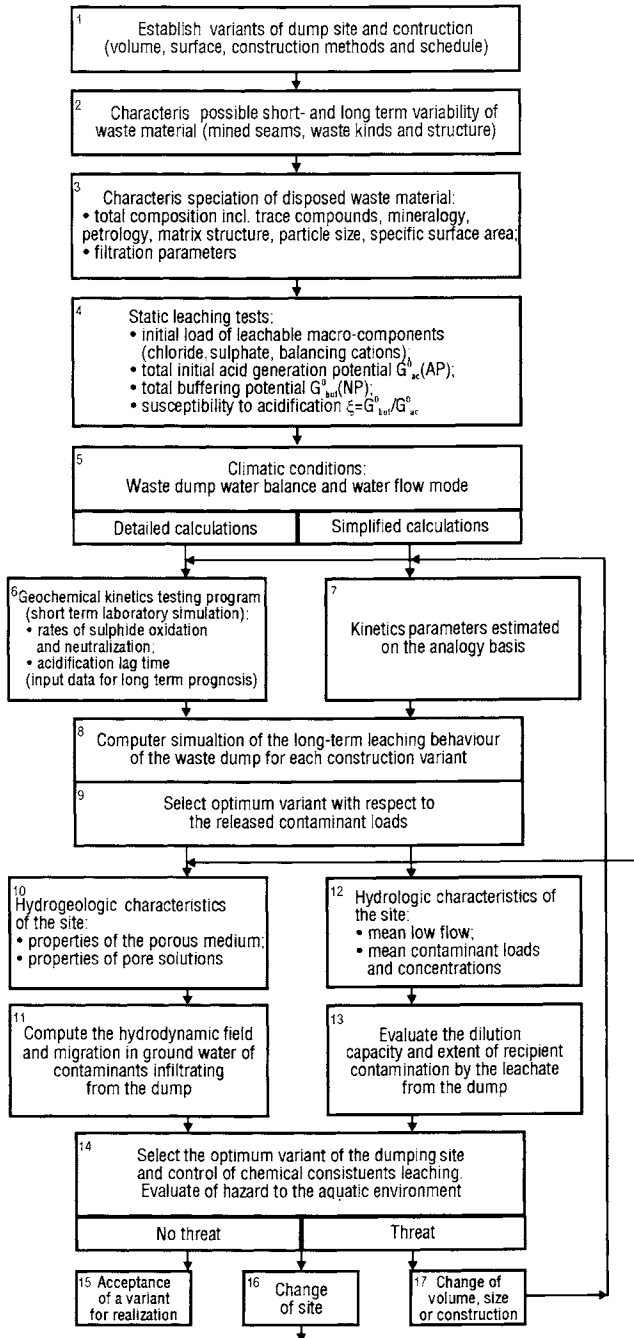 1
Establish variants of dump site and contruction
(volume, surface, construction methods and schedule)
2
Characteris possible short- and long term variability of
waste material (mined seams, waste kinds and structure)
3
Characteris speciation of disposed waste material:
• total composition incl. trace compounds, mineralogy,
petrology, matrix structure, particle size, specific surface area;
• filtration parameters
4
Static leaching tests:
• initial load of leachable macro-components
(chloride, sulphate, balancing cations);
• total initial acid generation potential G⁰ac(AP);
• total buffering potential G⁰buf(NP);
• susceptibility to acidification ξ=G⁰buf/G⁰ac
5
Climatic conditions:
Waste dump water balance and water flow mode
Detailed calculations
Simplified calculations
6
Geochemical kinetics testing program
(short term laboratory simulation):
• rates of sulphide oxidation
and neutralization;
• acidification lag time
(input data for long term prognosis)
7
Kinetics parameters estimated
on the analogy basis
8
Computer simualtion of the long-term leaching behaviour
of the waste dump for each construction variant
9
Select optimum variant with respect to
the released contaminant loads
10
Hydrogeologic characteristics
of the site:
• properties of the porous medium;
• properties of pore solutions
12
Hydrologic characteristics of
the site:
• mean low flow;
• mean contaminant loads
and concentrations
11
Compute the hydrodynamic field
and migration in ground water of
contaminants infiltrating
from the dump
13
Evaluate the dilution
capacity and extent of recipient
contamination by the leachate
from the dump
14
Select the optimum variant of the dumping site
and control of chemical consistuents leaching.
Evaluate of hazard to the aquatic environment
No threat
Threat
15
Acceptance
of a variant
for realization
16
Change
of site
17
Change of
volume, size
or construction